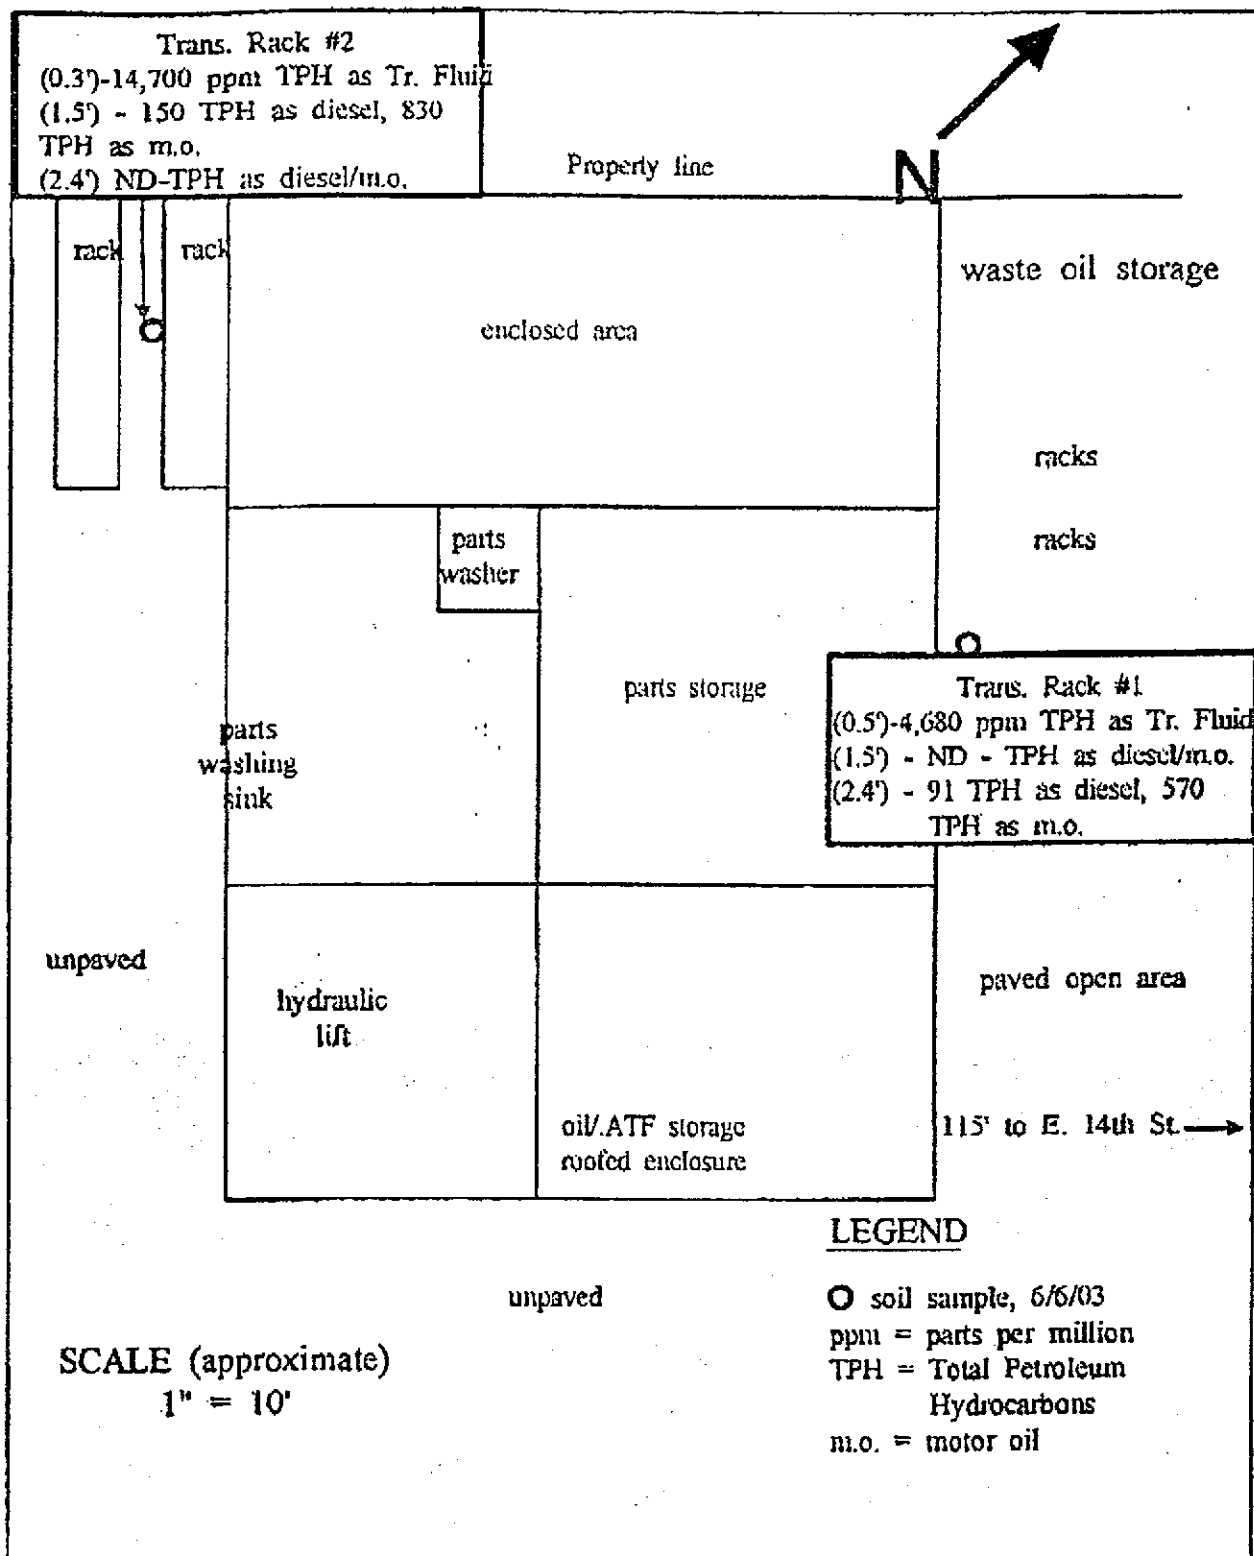 Trans. Rack #2
(0.3')-14,700 ppm TPH as Tr. Fluid
(1.5') - 150 TPH as diesel, 830
TPH as m.o.
(2.4') ND-TPH as diesel/m.o.
Property line
N
rack
rack
waste oil storage
enclosed area
racks
racks
parts
washer
parts storage
Trans. Rack #1
(0.5')-4,680 ppm TPH as Tr. Fluid
(1.5') - ND - TPH as diesel/m.o.
(2.4') - 91 TPH as diesel, 570
TPH as m.o.
parts
washing
sink
unpaved
hydraulic
lift
paved open area
oil/.ATF storage
roofed enclosure
115' to E. 14th St.
LEGEND
O soil sample, 6/6/03
ppm = parts per million
TPH = Total Petroleum
Hydrocarbons
m.o. = motor oil
unpaved
SCALE (approximate)
1" = 10'